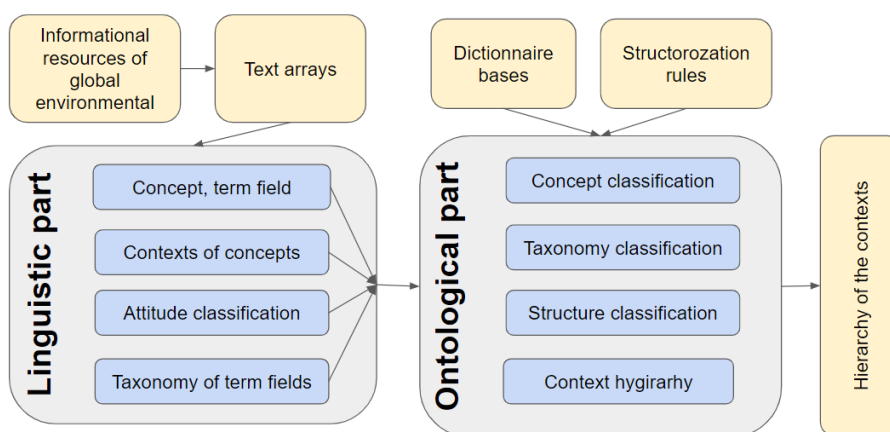 Informational
resources of
global
environmental
Text arrays
Dictionnaire
bases
Structorozation
rules
Linguistic part
Concept, term field
Contexts of concepts
Attitude classification
Taxonomy of term fields
Ontological part
Concept classification
Taxonomy classification
Structure classification
Context hygirarhy
Hierarchy of the contexts